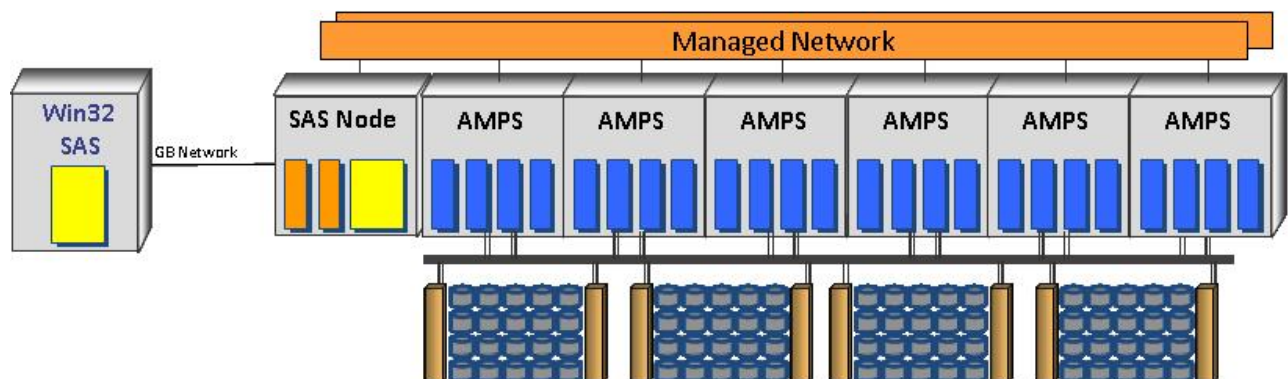 Managed Network
Win32
SAS
GB Network
SAS Node
AMPS
AMPS
AMPS
AMPS
AMPS
AMPS